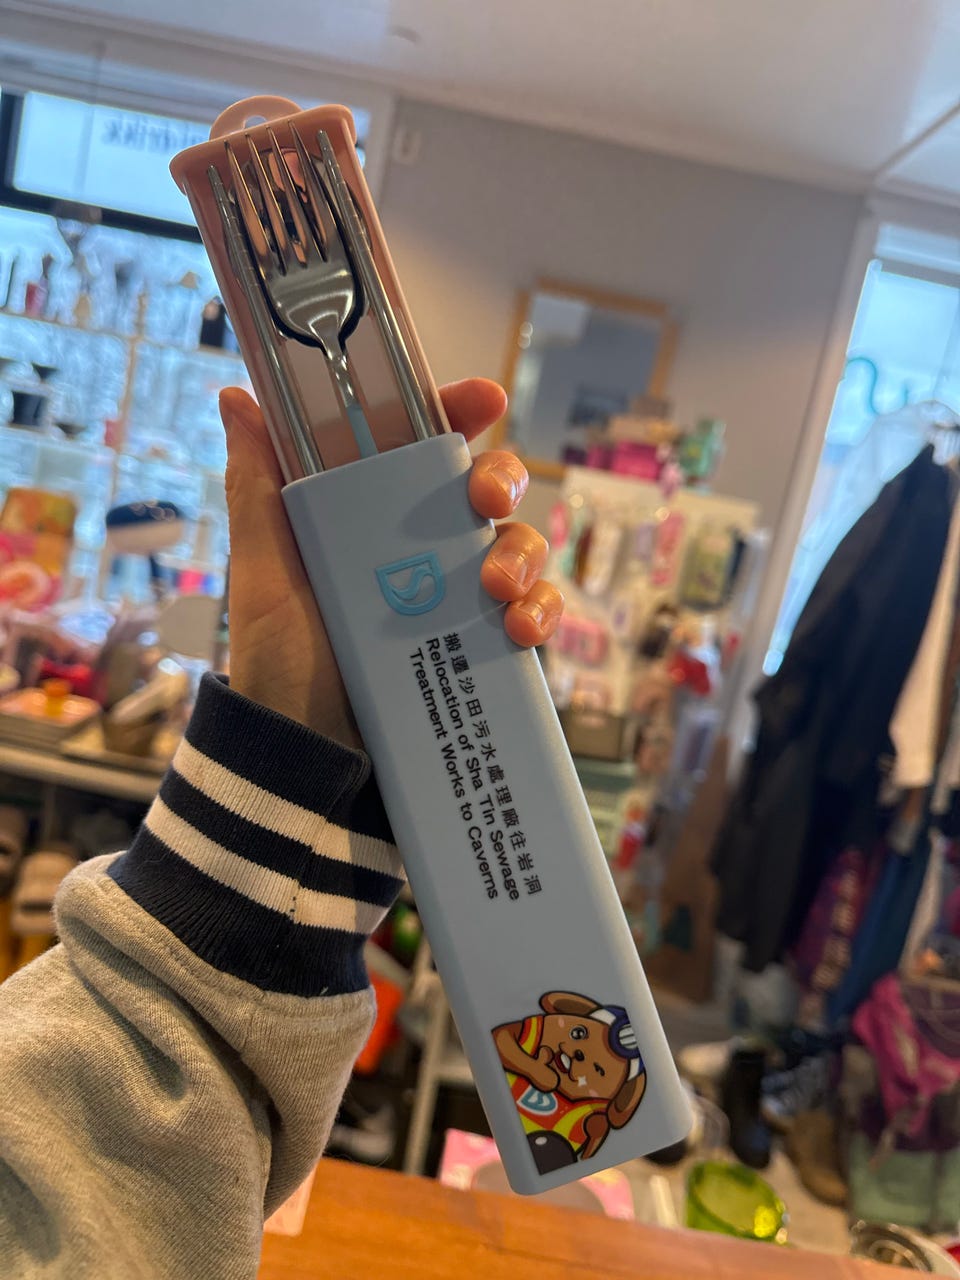 DS
搬遷沙田污水處理廠往岩洞
Relocation of Sha Tin Sewage
Treatment Works to Caverns